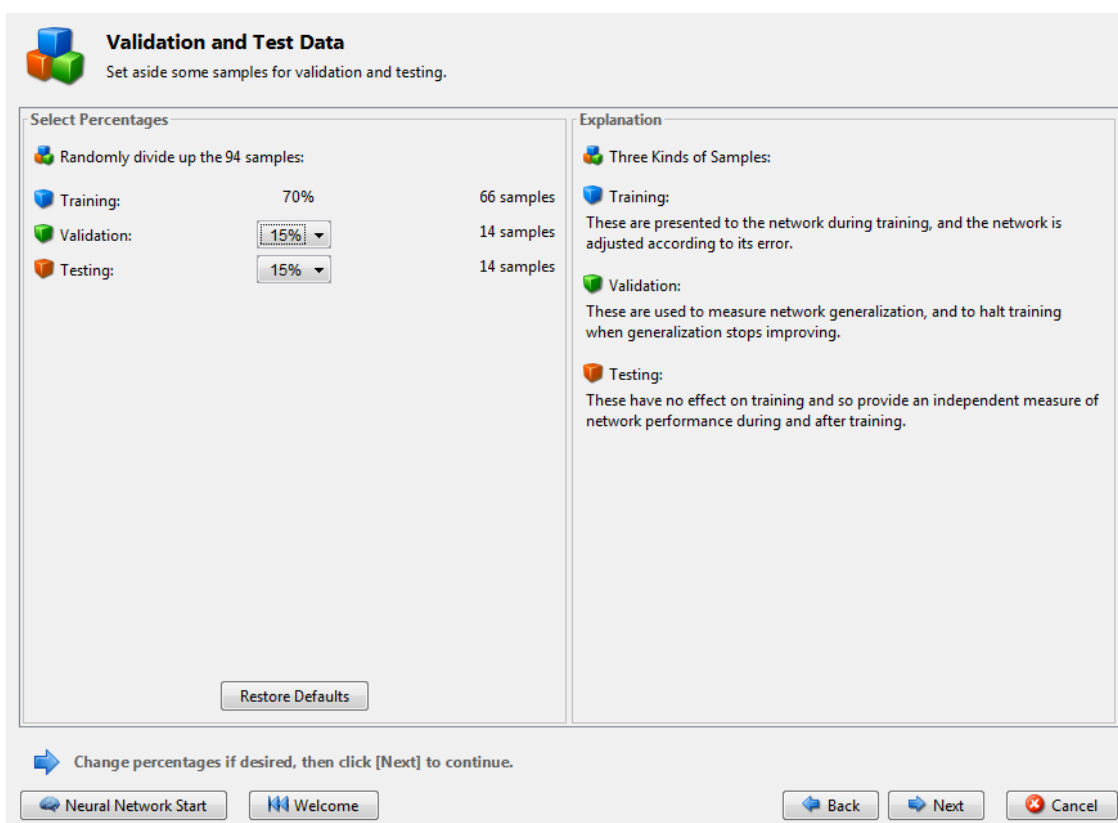 Validation and Test Data
Set aside some samples for validation and testing.
Select Percentages
Randomly divide up the 94 samples:
Training: 70% 66 samples
Validation: 15% 14 samples
Testing: 15% 14 samples
Restore Defaults
Explanation
Three Kinds of Samples:
Training:
These are presented to the network during training, and the network is
adjusted according to its error.
Validation:
These are used to measure network generalization, and to halt training
when generalization stops improving.
Testing:
These have no effect on training and so provide an independent measure of
network performance during and after training.
Change percentages if desired, then click [Next] to continue.
Neural Network Start Welcome Back Next Cancel